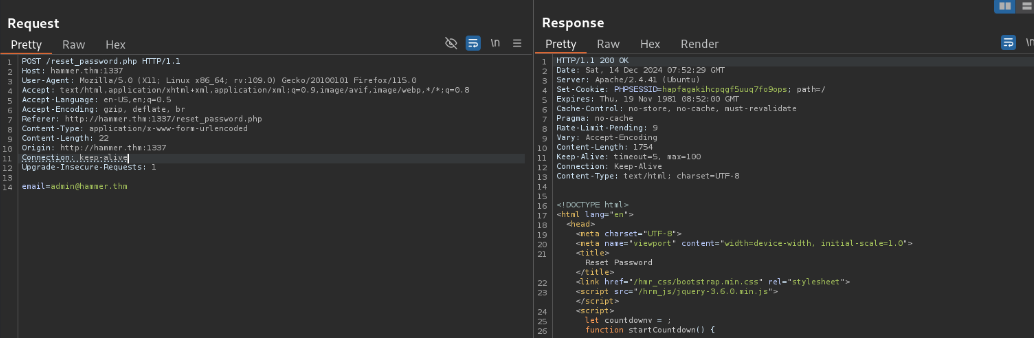 Request
Pretty Raw Hex
\n
1 POST /reset_password.php HTTP/1.1
2 Host: hammer.thm:1337
3 User-Agent: Mozilla/5.0 (X11; Linux x86_64; rv:109.0) Gecko/20100101 Firefox/115.0
4 Accept: text/html,application/xhtml+xml,application/xml;q=0.9,image/avif,image/webp,*/*;q=0.8
5 Accept-Language: en-US,en;q=0.5
6 Accept-Encoding: gzip, deflate, br
7 Referer: http://hammer.thm:1337/reset_password.php
8 Content-Type: application/x-www-form-urlencoded
9 Content-Length: 22
10 Origin: http://hammer.thm:1337
11 Connection: keep-alive
12 Upgrade-Insecure-Requests: 1
13
14 email=admin@hammer.thm
Response
Pretty Raw Hex Render
\n
1 HTTP/1.1 200 OK
2 Date: Sat, 14 Dec 2024 07:52:29 GMT
3 Server: Apache/2.4.41 (Ubuntu)
4 Set-Cookie: PHPSESSID=hapfagakihcpqgf5uuq7fo9ops; path=/
5 Expires: Thu, 19 Nov 1981 08:52:00 GMT
6 Cache-Control: no-store, no-cache, must-revalidate
7 Pragma: no-cache
8 Rate-Limit-Pending: 9
9 Vary: Accept-Encoding
10 Content-Length: 1754
11 Keep-Alive: timeout=5, max=100
12 Connection: Keep-Alive
13 Content-Type: text/html; charset=UTF-8
14
15
16 <!DOCTYPE html>
17 <html lang="en">
18 <head>
19 <meta charset="UTF-8">
20 <meta name="viewport" content="width=device-width, initial-scale=1.0">
21 <title>
Reset Password
</title>
22 <link href="/hmr_css/bootstrap.min.css" rel="stylesheet">
23 <script src="/hrm_js/jquery-3.6.0.min.js">
</script>
24 <script>
25 let countdownv = ;
26 function startCountdown() {